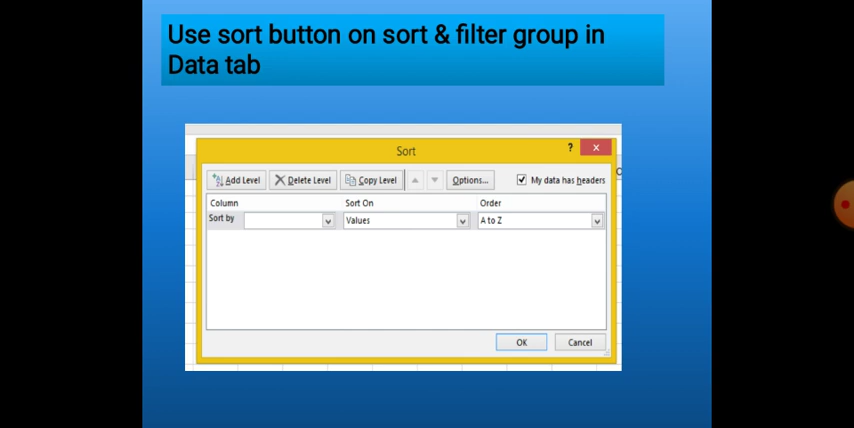 Use sort button on sort & filter group in
Data tab
Sort
?
x
Add Level
Delete Level
Copy Level
Options...
My data has headers
Column
Sort On
Order
Sort by
Values
A to Z
OK
Cancel